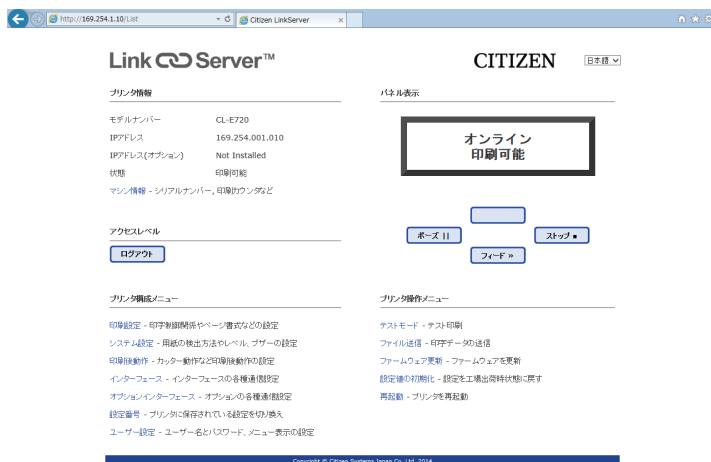 http://169.254.1.10/List
Citizen LinkServer
Link Server™
CITIZEN
日本語
プリンタ情報
モデルナンバー CL-E720
IPアドレス 169.254.001.010
IPアドレス(オプション) Not Installed
状態 印刷可能
マシン情報 - シリアルナンバー, 印刷カウンタなど
アクセスレベル
ログアウト
パネル表示
オンライン
印刷可能
ポーズ ||
ストップ ■
フィード »
プリンタ構成メニュー
印刷設定 - 印字制御関係やページ書式などの設定
システム設定 - 用紙の検出方法やレベル、ブザーの設定
印刷後動作 - カッター動作など印刷後動作の設定
インターフェース - インターフェースの各種通信設定
オプションインターフェース - オプションの各種通信設定
設定番号 - プリンタに保存されている設定を切り換え
ユーザー設定 - ユーザー名とパスワード、メニュー表示の設定
プリンタ操作メニュー
テストモード - テスト印刷
ファイル送信 - 印字データの送信
ファームウェア更新 - ファームウェアを更新
設定値の初期化 - 設定を工場出荷時状態に戻す
再起動 - プリンタを再起動
Copyright © Citizen Systems Japan Co. Ltd. 2014